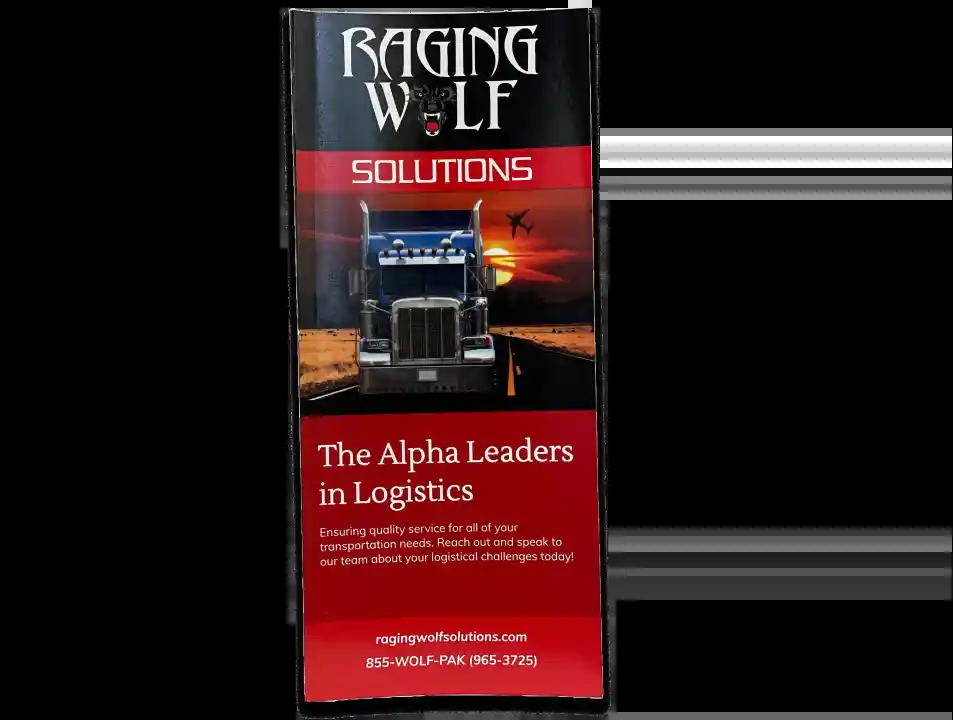 RAGING
WOLF
SOLUTIONS
The Alpha Leaders
in Logistics
Ensuring quality service for all of your
transportation needs. Reach out and speak to
our team about your logistical challenges today!
ragingwolfsolutions.com
855-WOLF-PAK (965-3725)